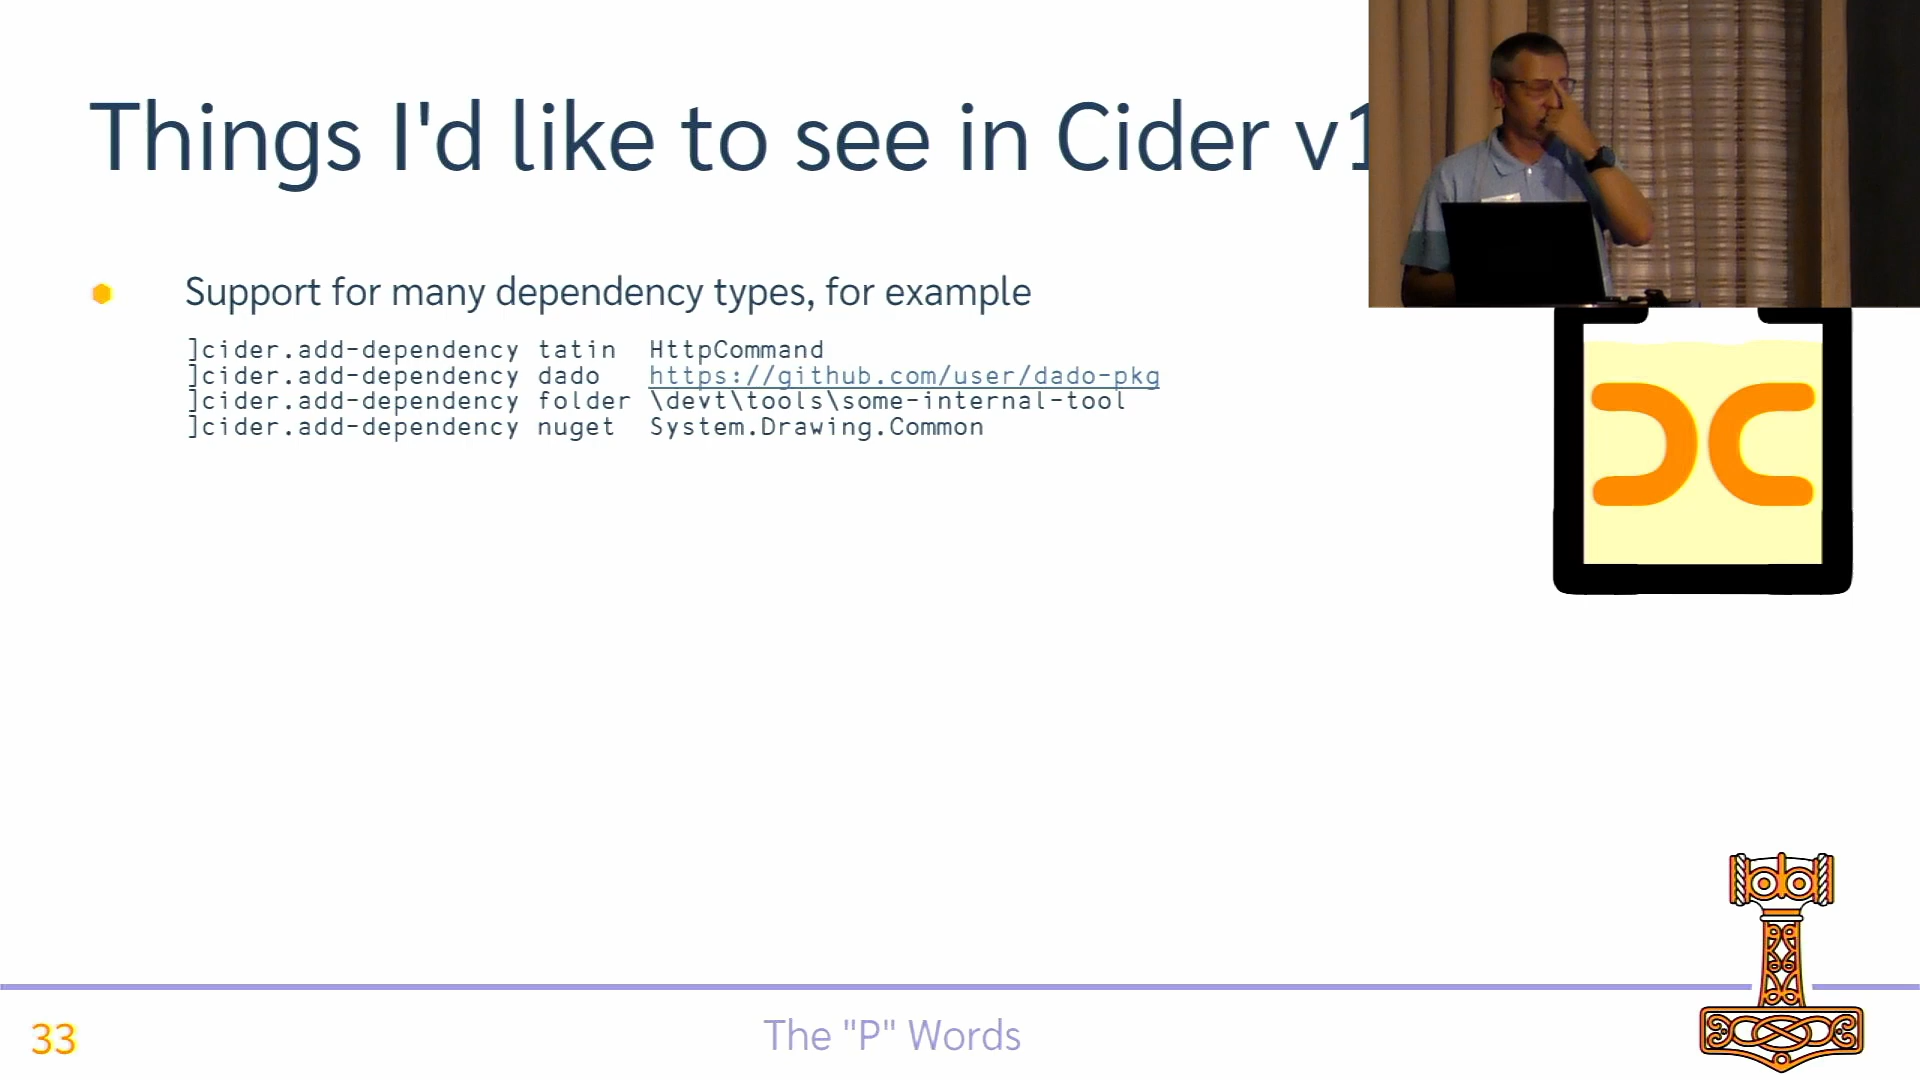 Things I'd like to see in Cider v1
Support for many dependency types, for example
]cider.add-dependency tatin  HttpCommand
]cider.add-dependency dado   https://github.com/user/dado-pkg
]cider.add-dependency folder \devt\tools\some-internal-tool
]cider.add-dependency nuget  System.Drawing.Common
33
The "P" Words